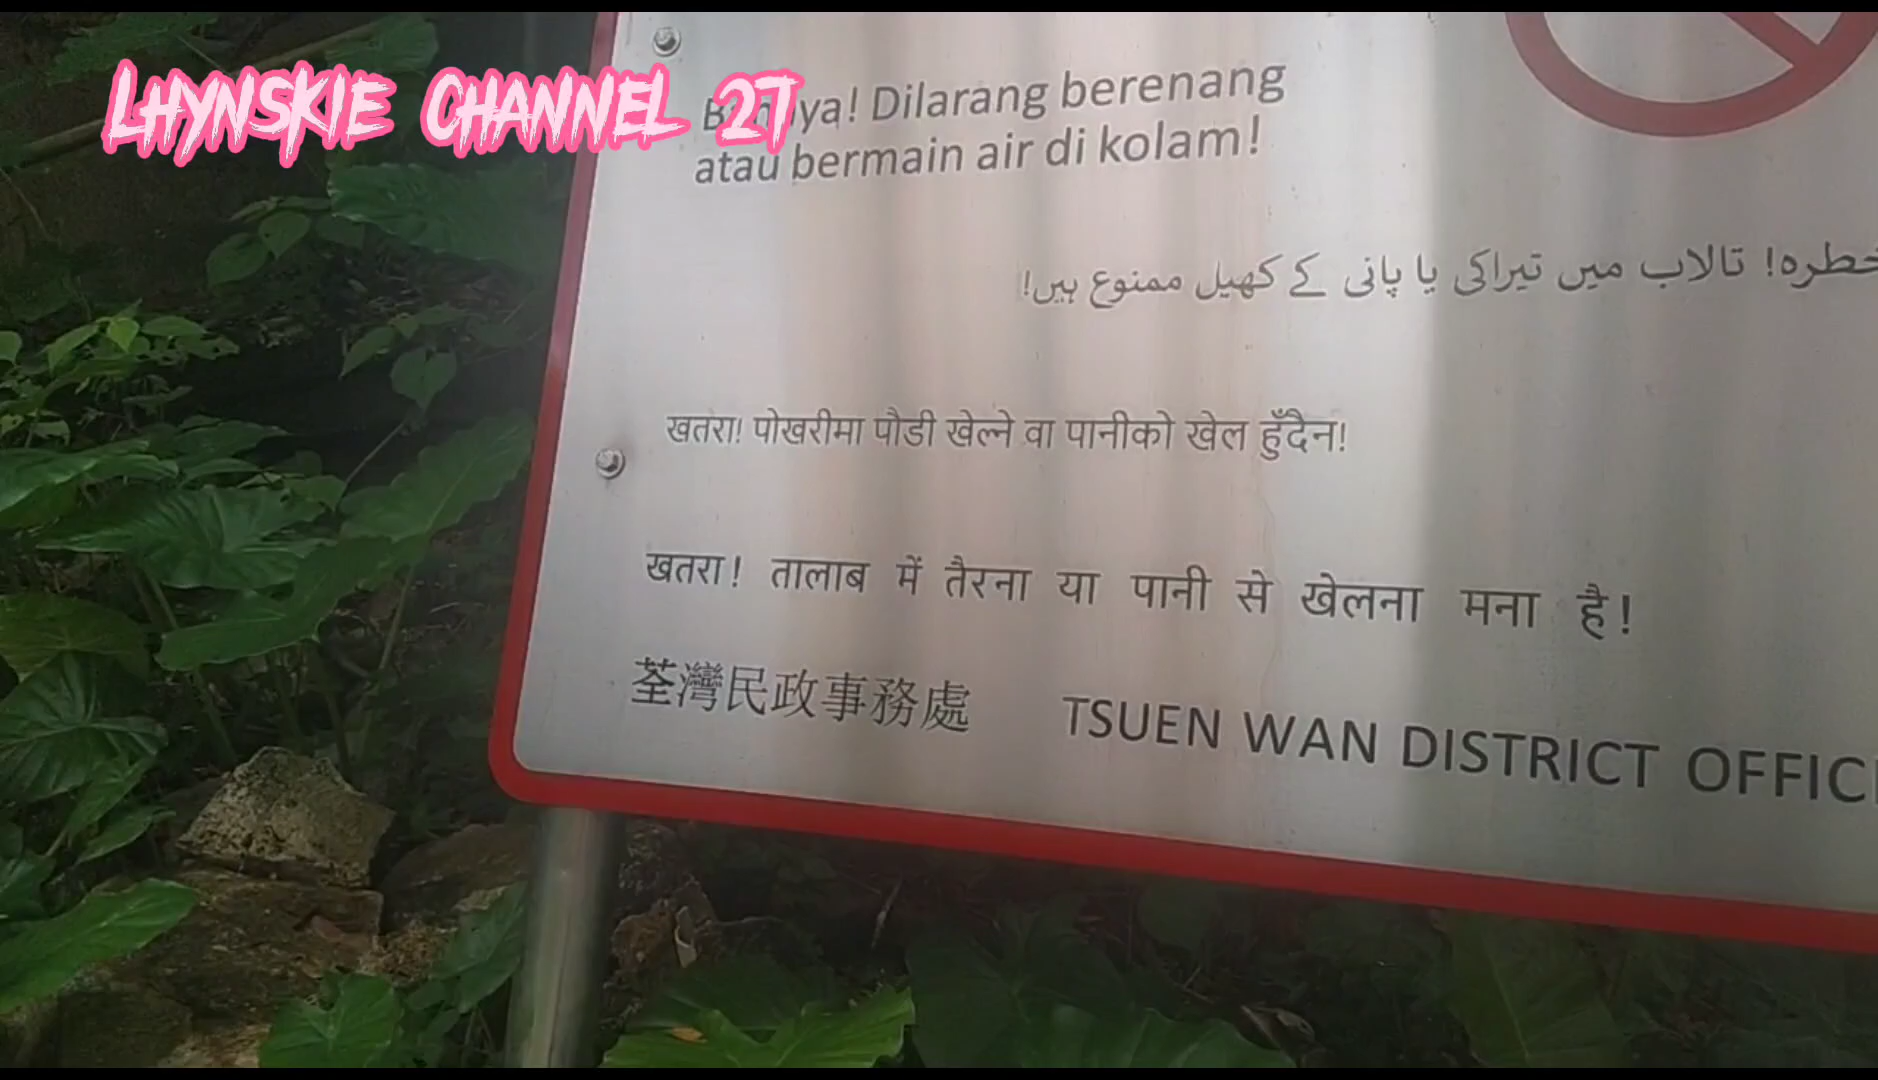 LHYNSKIE CHANNEL 27
Dilarang berenang
atau bermain air di kolam!
خطرہ! تالاب میں تیراکی یا پانی کے کھیل ممنوع ہیں!
खतरा! पोखरीमा पौडी खेल्ने वा पानीको खेल हुँदैन!
खतरा! तालाब में तैरना या पानी से खेलना मना है!
荃灣民政事務處 TSUEN WAN DISTRICT OFFICE